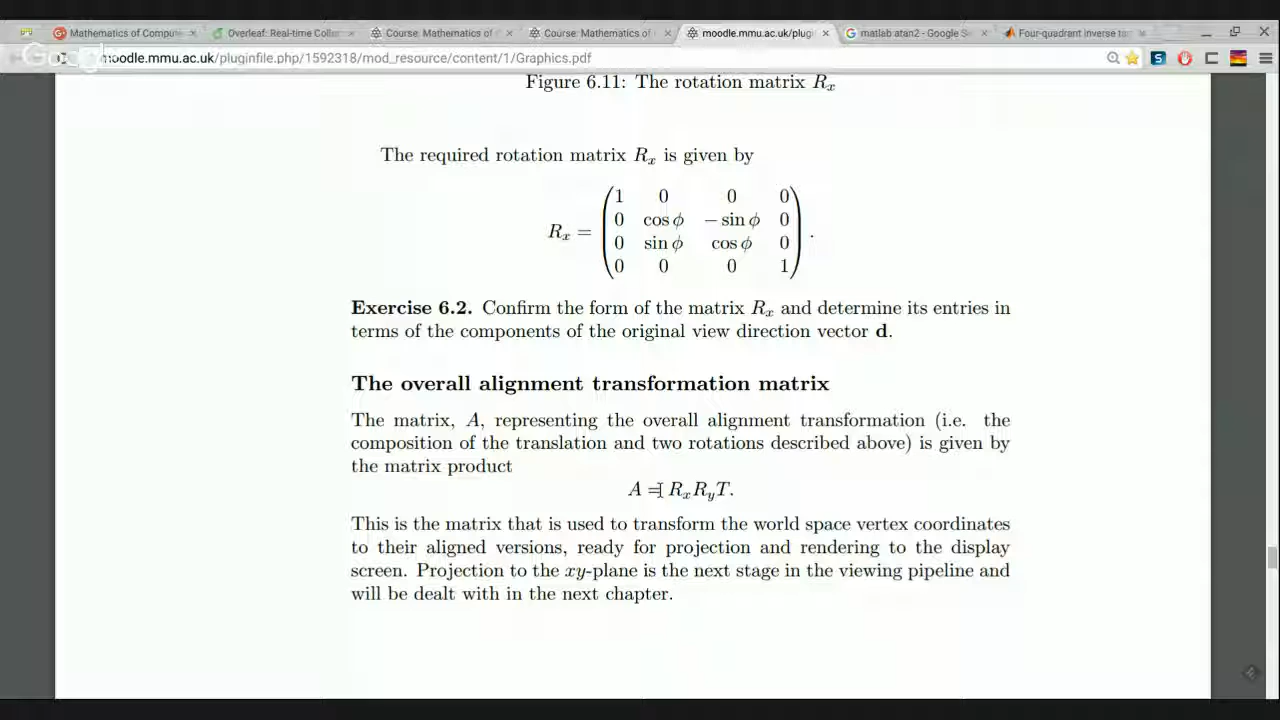 Mathematics of Comput
Overleaf: Real-time Colla
Course: Mathematics of
Course: Mathematics of
moodle.mmu.ac.uk/plugi
matlab atan2 - Google Se
Four-quadrant inverse tan
Google
moodle.mmu.ac.uk/pluginfile.php/1592318/mod_resource/content/1/Graphics.pdf
Figure 6.11: The rotation matrix Rₓ
The required rotation matrix Rₓ is given by
1 0 0 0
0 cos ϕ − sin ϕ 0
Rₓ = .
0 sin ϕ cos ϕ 0
0 0 0 1
Exercise 6.2. Confirm the form of the matrix Rₓ and determine its entries in
terms of the components of the original view direction vector d.
The overall alignment transformation matrix
The matrix, A, representing the overall alignment transformation (i.e. the
composition of the translation and two rotations described above) is given by
the matrix product
A = RₓR_yT.
This is the matrix that is used to transform the world space vertex coordinates
to their aligned versions, ready for projection and rendering to the display
screen. Projection to the xy-plane is the next stage in the viewing pipeline and
will be dealt with in the next chapter.